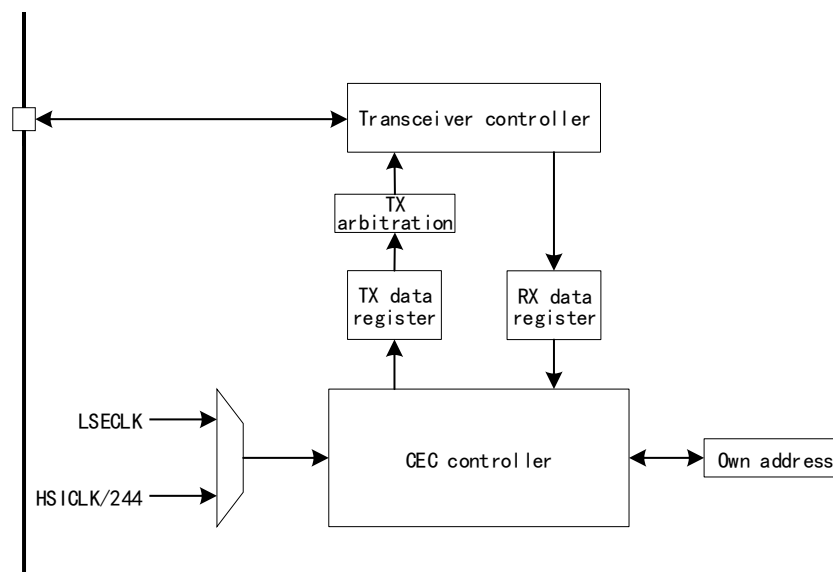 Transceiver controller
TX
arbitration
TX data
register
RX data
register
LSECLK
CEC controller
Own address
HSICLK/244